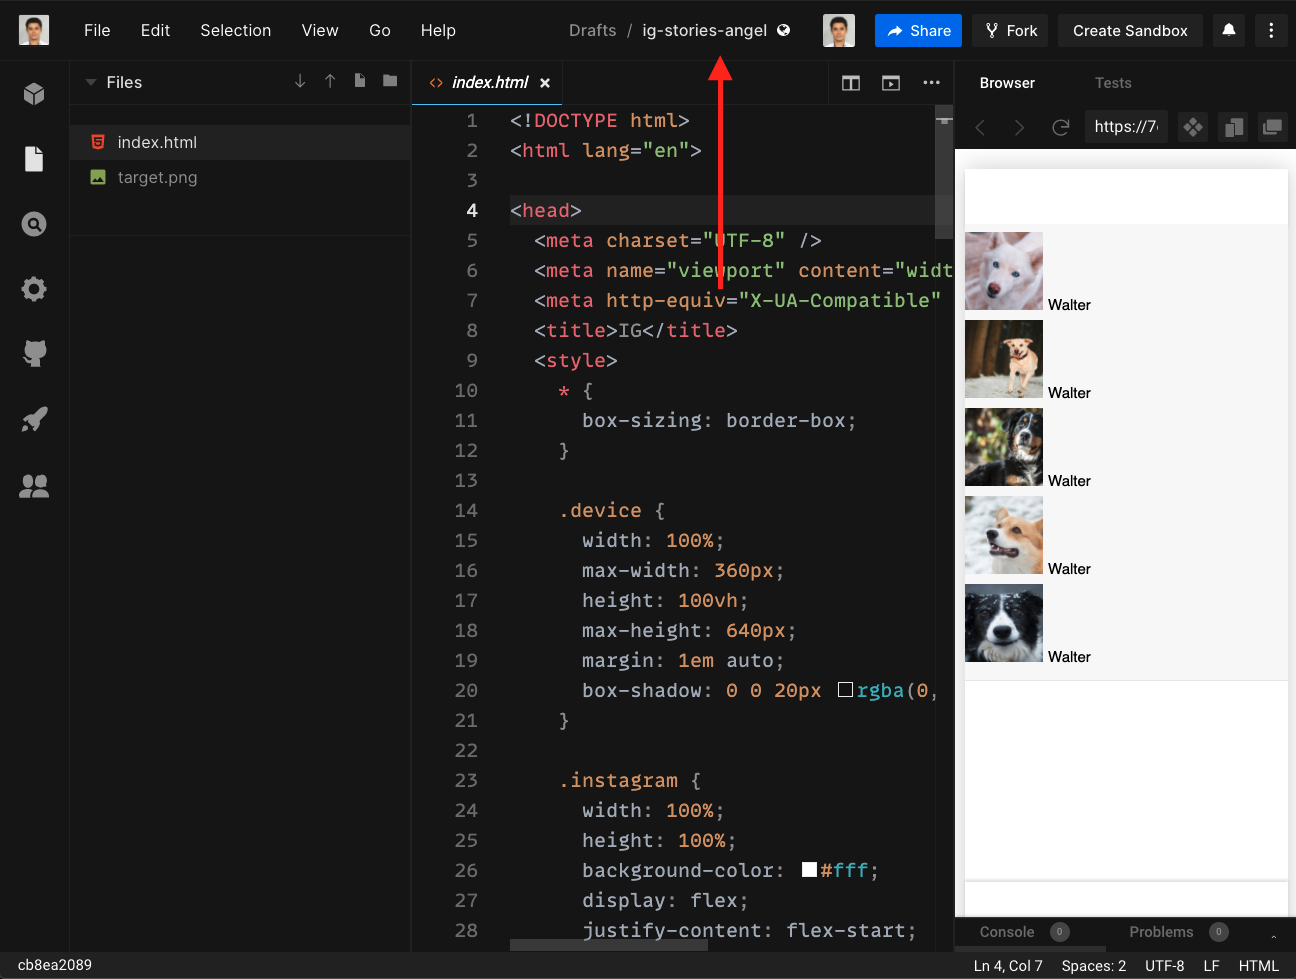 File Edit Selection View Go Help Drafts / ig-stories-angel Share Fork Create Sandbox
Files
index.html
target.png
index.html
1 <!DOCTYPE html>
2 <html lang="en">
3
4 <head>
5 <meta charset="UTF-8" />
6 <meta name="viewport" content="widt
7 <meta http-equiv="X-UA-Compatible"
8 <title>IG</title>
9 <style>
10 * {
11 box-sizing: border-box;
12 }
13
14 .device {
15 width: 100%;
16 max-width: 360px;
17 height: 100vh;
18 max-height: 640px;
19 margin: 1em auto;
20 box-shadow: 0 0 20px rgba(0,
21 }
22
23 .instagram {
24 width: 100%;
25 height: 100%;
26 background-color: #fff;
27 display: flex;
28 justify-content: flex-start;
Browser Tests
https://7
Walter
Walter
Walter
Walter
Walter
Console 0 Problems 0
cb8ea2089 Ln 4, Col 7 Spaces: 2 UTF-8 LF HTML